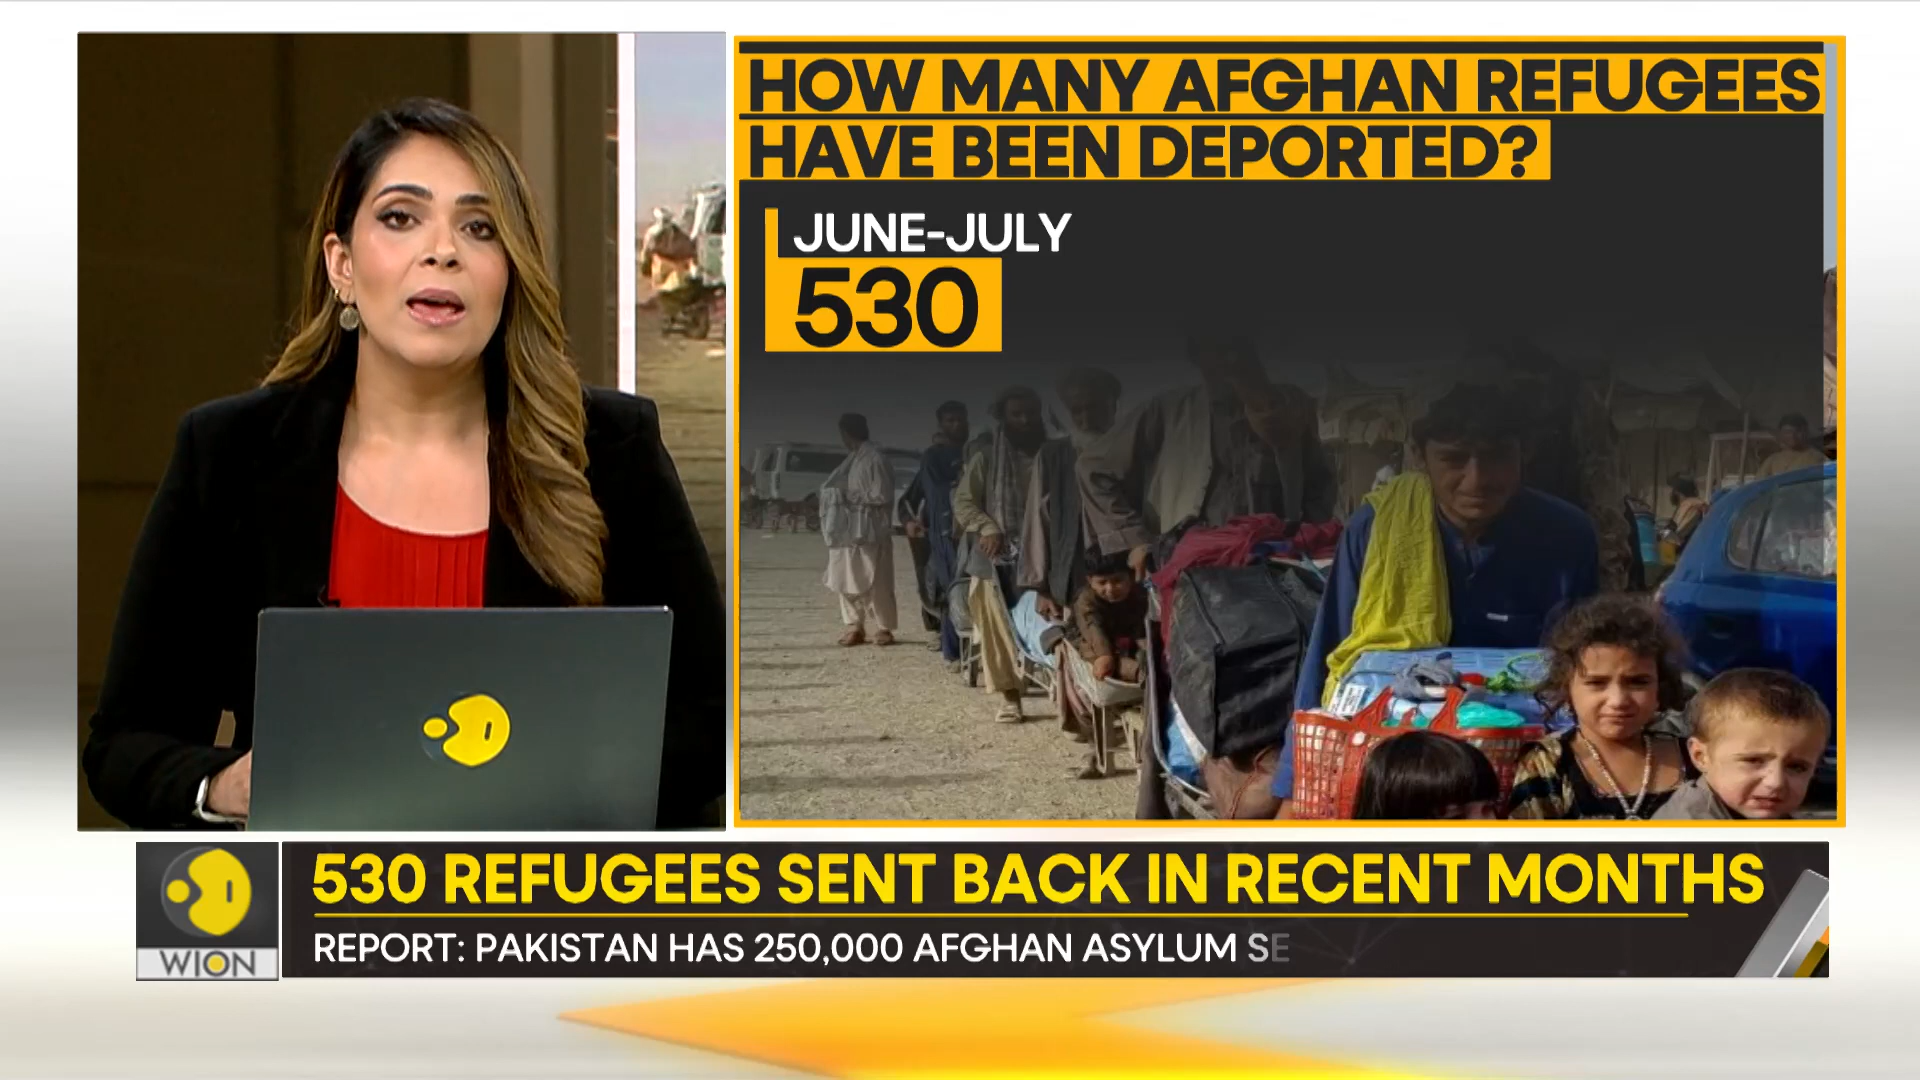 HOW MANY AFGHAN REFUGEES
HAVE BEEN DEPORTED?
JUNE-JULY
530
530 REFUGEES SENT BACK IN RECENT MONTHS
REPORT: PAKISTAN HAS 250,000 AFGHAN ASYLUM SE
WION